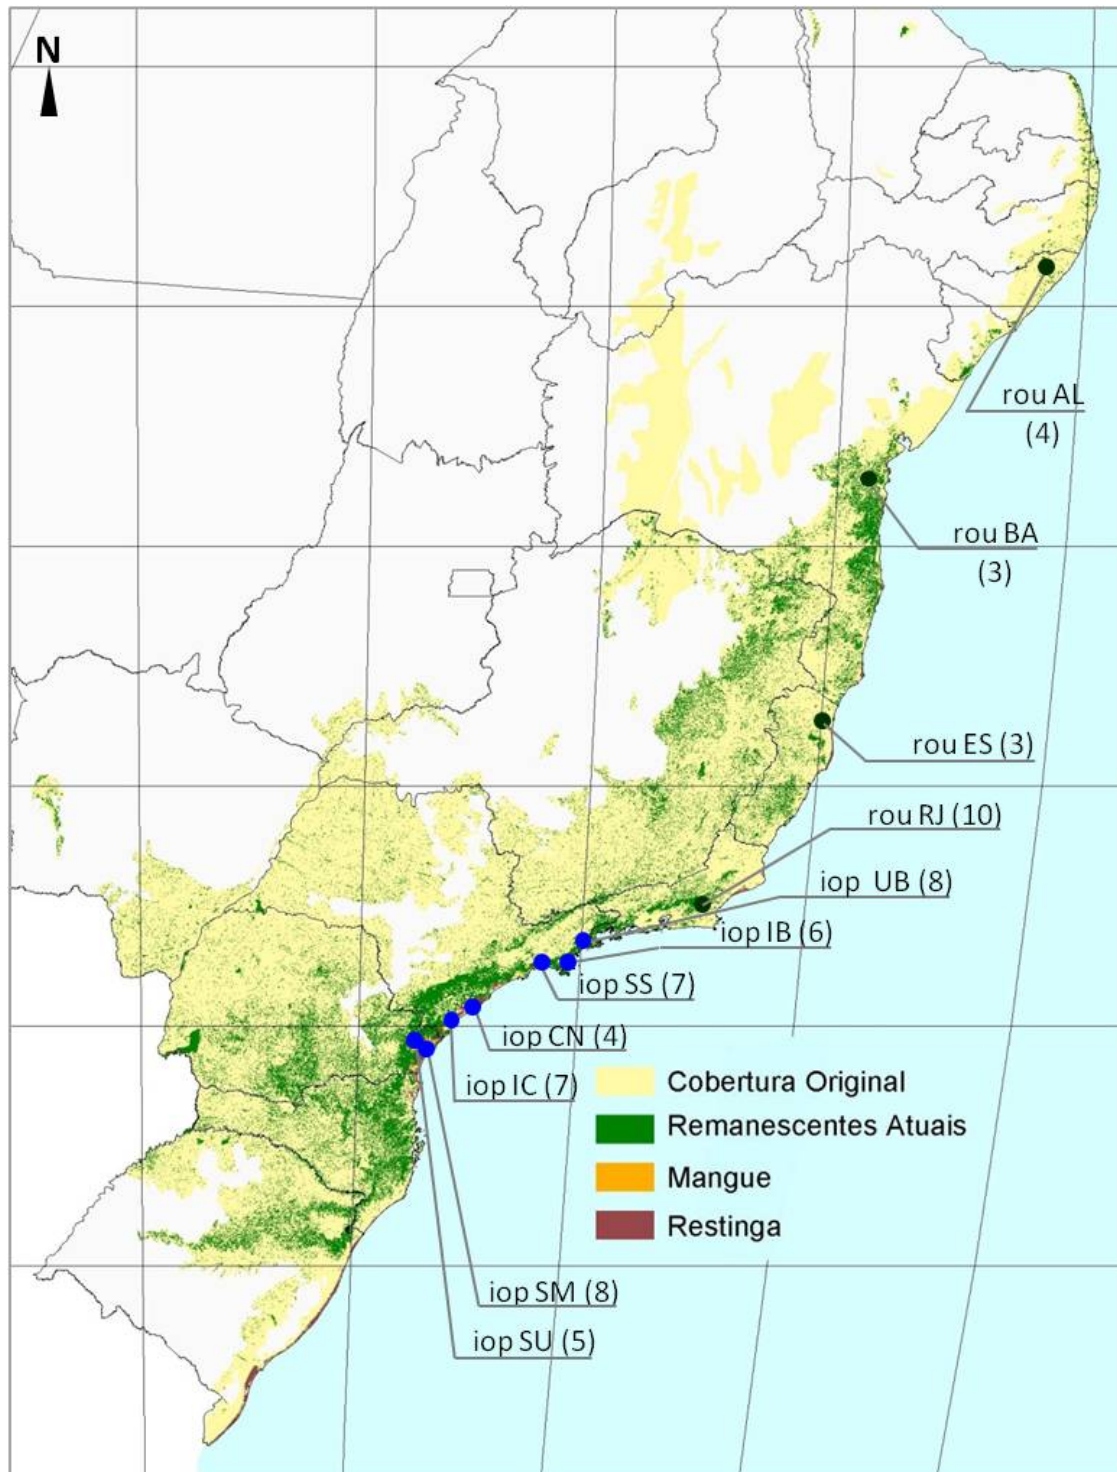 N
rou AL
(4)
rou BA
(3)
rou ES (3)
rou RJ (10)
iop UB (8)
iop IB (6)
iop SS (7)
iop CN (4)
iop IC (7)
Cobertura Original
Remanescentes Atuais
Mangue
Restinga
iop SM (8)
iop SU (5)